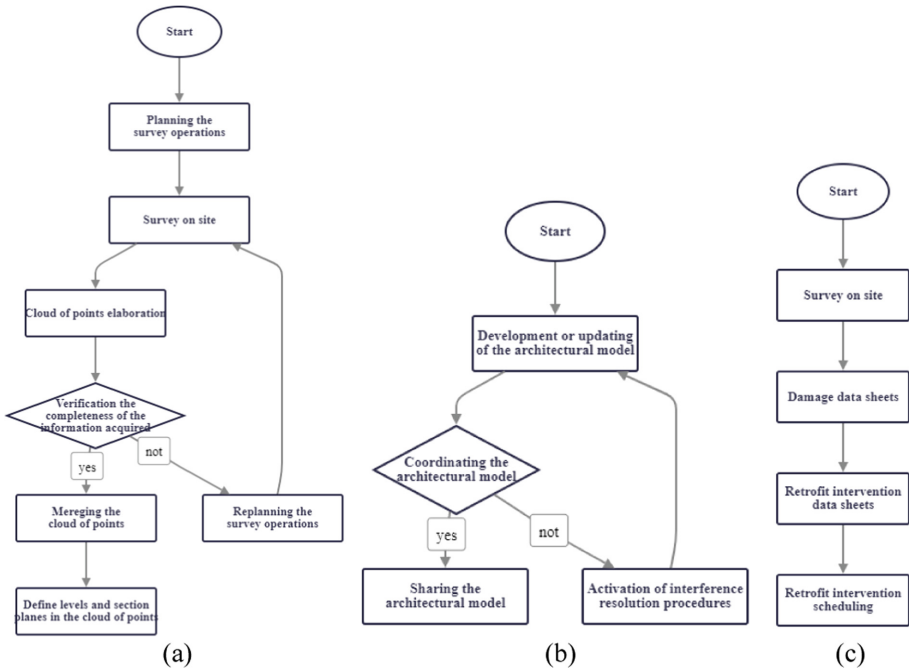 Start
Planning the
survey operations
Survey on site
Cloud of points elaboration
Verification the
completeness of the
information acquired
yes
not
Mereging the
cloud of points
Replanning the
survey operations
Define levels and section
planes in the cloud of points
(a)
Start
Development or updating
of the architectural model
Coordinating the
architectural model
yes
not
Sharing the
architectural model
Activation of interference
resolution procedures
(b)
Start
Survey on site
Damage data sheets
Retrofit intervention
data sheets
Retrofit intervention
scheduling
(c)